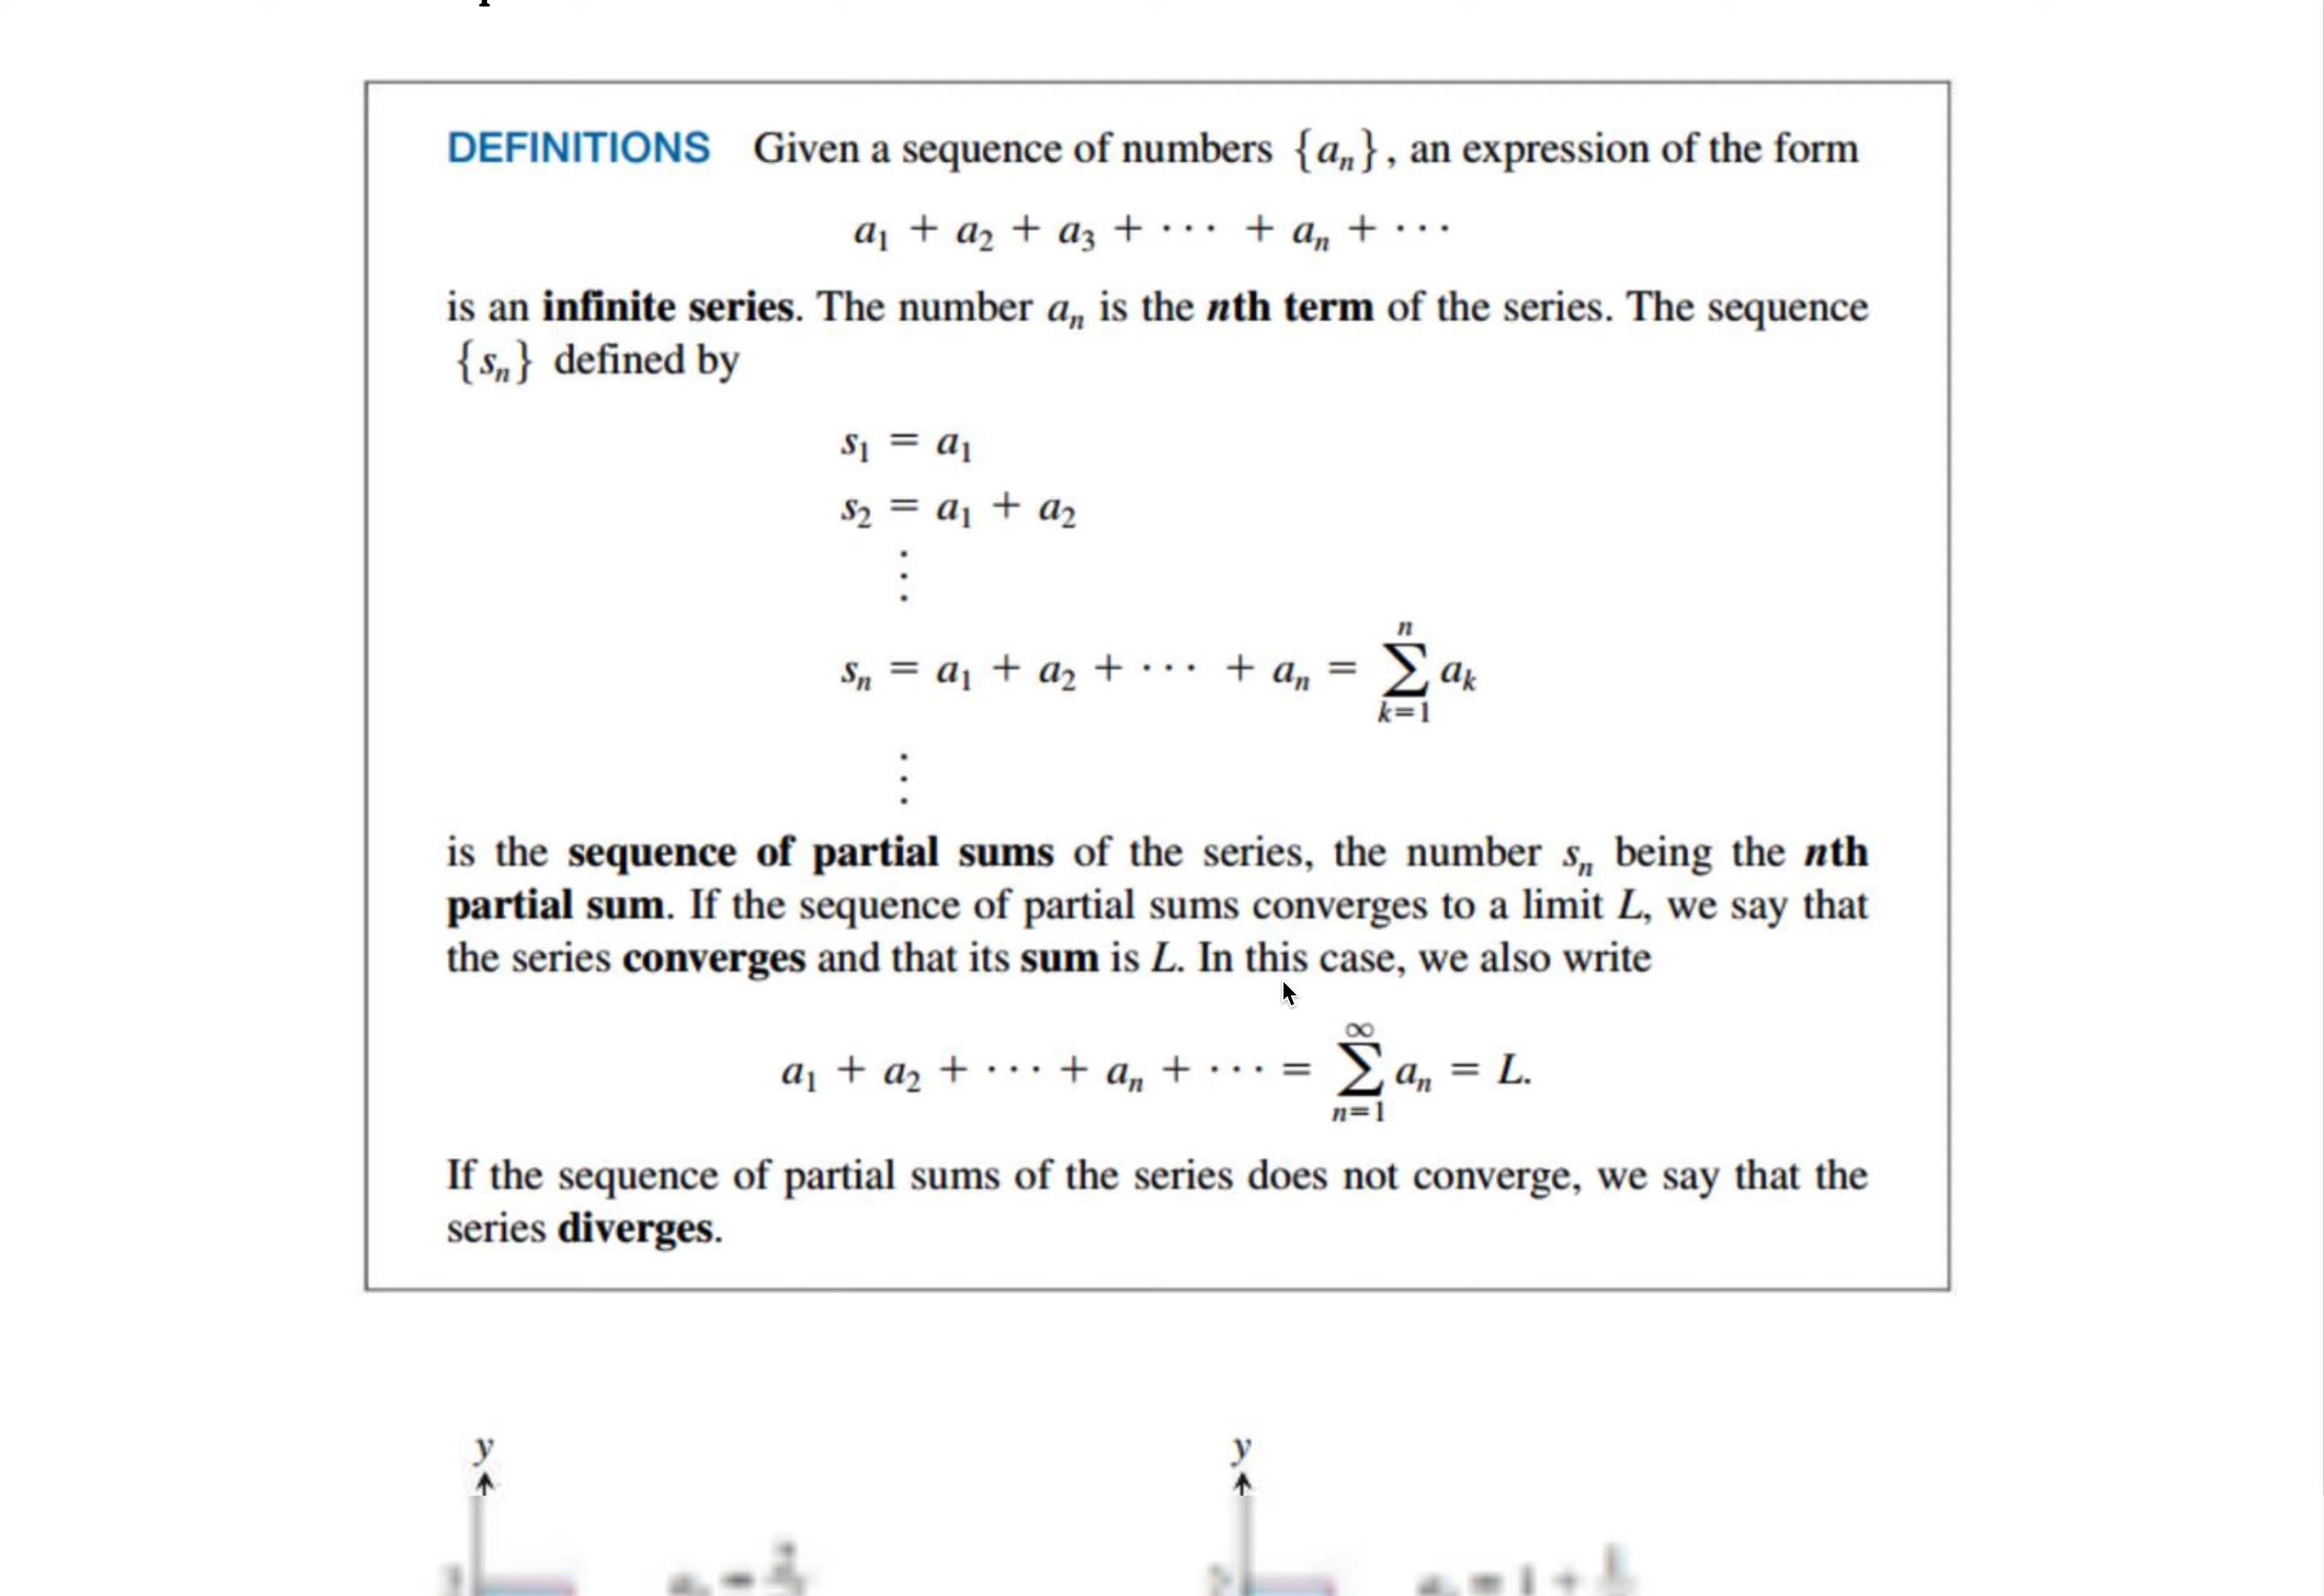 DEFINITIONS Given a sequence of numbers {aₙ}, an expression of the form
a₁ + a₂ + a₃ + ⋯ + aₙ + ⋯
is an infinite series. The number aₙ is the nth term of the series. The sequence
{sₙ} defined by
s₁ = a₁
s₂ = a₁ + a₂
⋮
sₙ = a₁ + a₂ + ⋯ + aₙ = ∑ₖ₌₁ⁿ aₖ
⋮
is the sequence of partial sums of the series, the number sₙ being the nth
partial sum. If the sequence of partial sums converges to a limit L, we say that
the series converges and that its sum is L. In this case, we also write
a₁ + a₂ + ⋯ + aₙ + ⋯ = ∑ₙ₌₁^∞ aₙ = L.
If the sequence of partial sums of the series does not converge, we say that the
series diverges.
y y